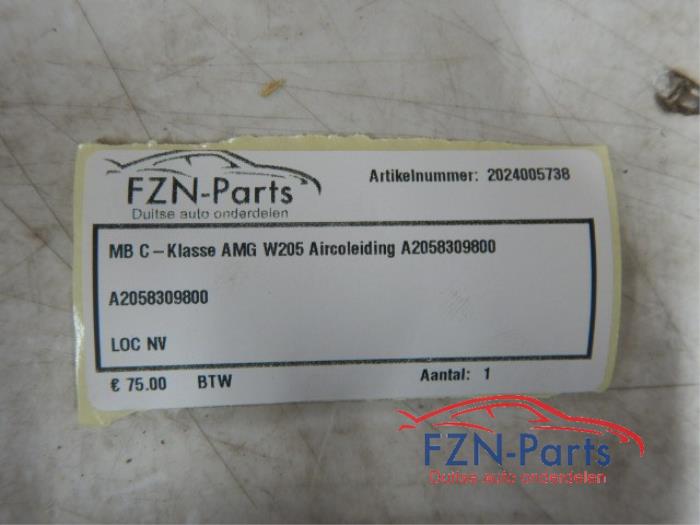 FZN-Parts
Duitse auto onderdelen
Artikelnummer: 2024005738
MB C-Klasse AMG W205 Aircoleiding A2058309800
A2058309800
LOC NV
€ 75.00 BTW Aantal: 1
FZN-Parts
Duitse auto onderdelen